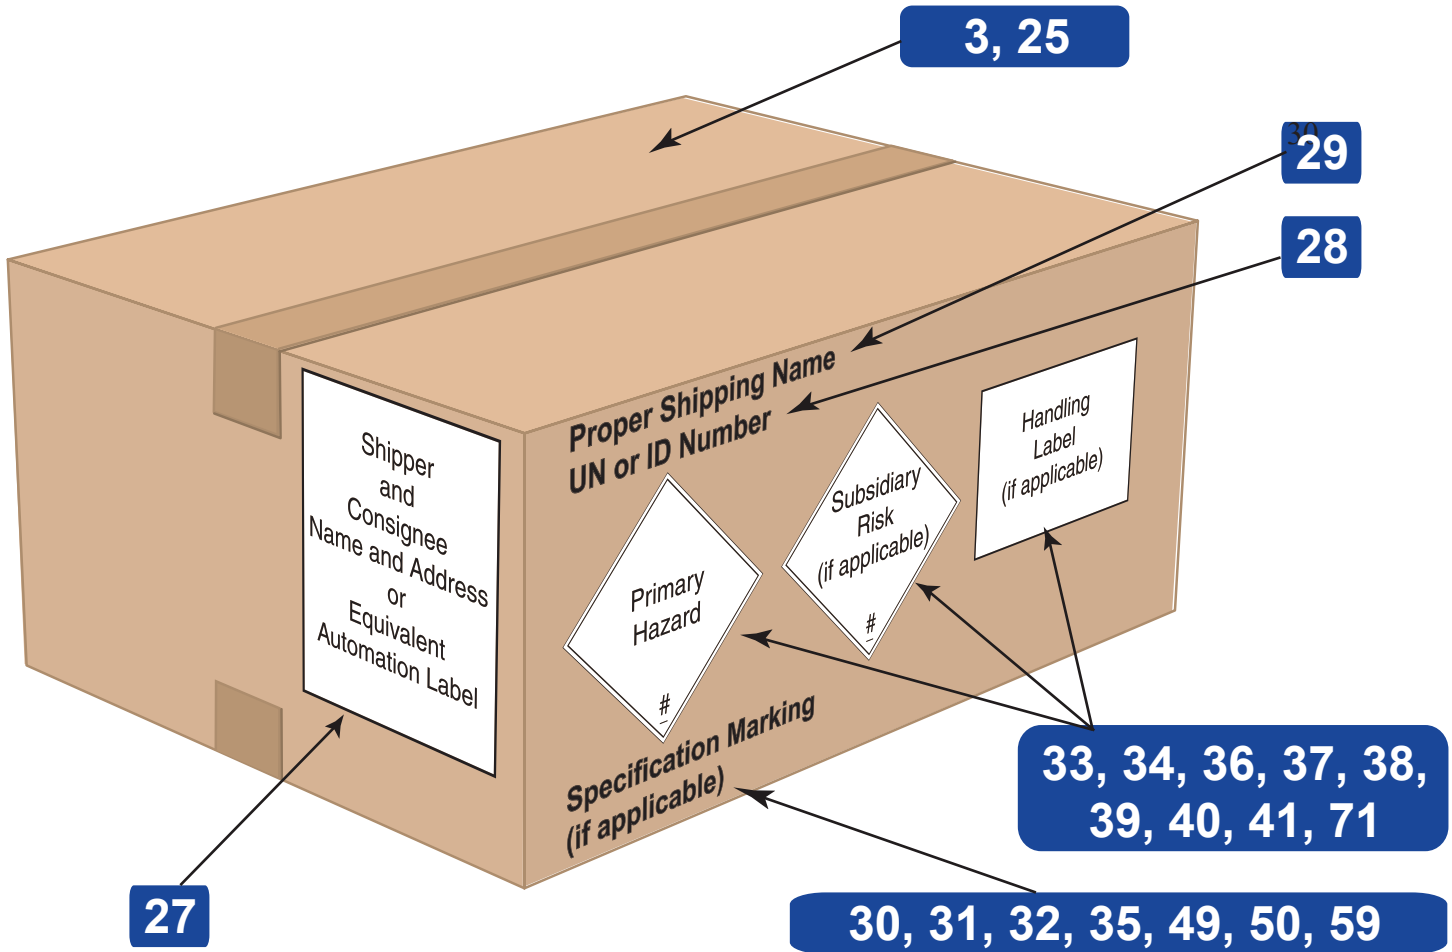 3, 25
30
29
28
Proper Shipping Name
UN or ID Number
Shipper
and
Consignee
Name and Address
or
Equivalent
Automation Label
Primary
Hazard
#
Subsidiary
Risk
(if applicable)
#
Handling
Label
(if applicable)
Specification Marking
(if applicable)
33, 34, 36, 37, 38,
39, 40, 41, 71
27
30, 31, 32, 35, 49, 50, 59